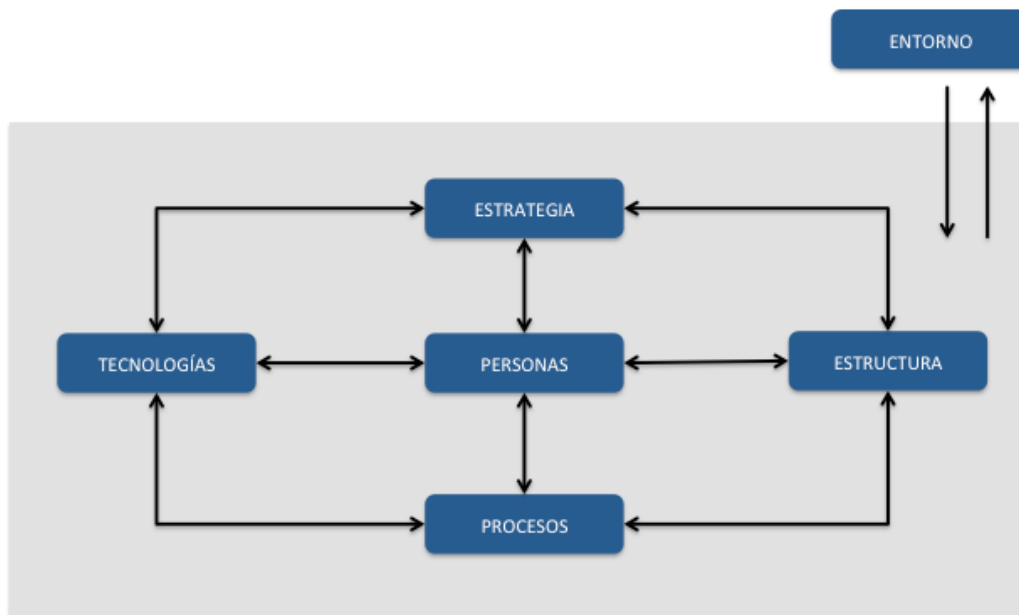 ENTORNO
ESTRATEGIA
TECNOLOGÍAS
PERSONAS
ESTRUCTURA
PROCESOS